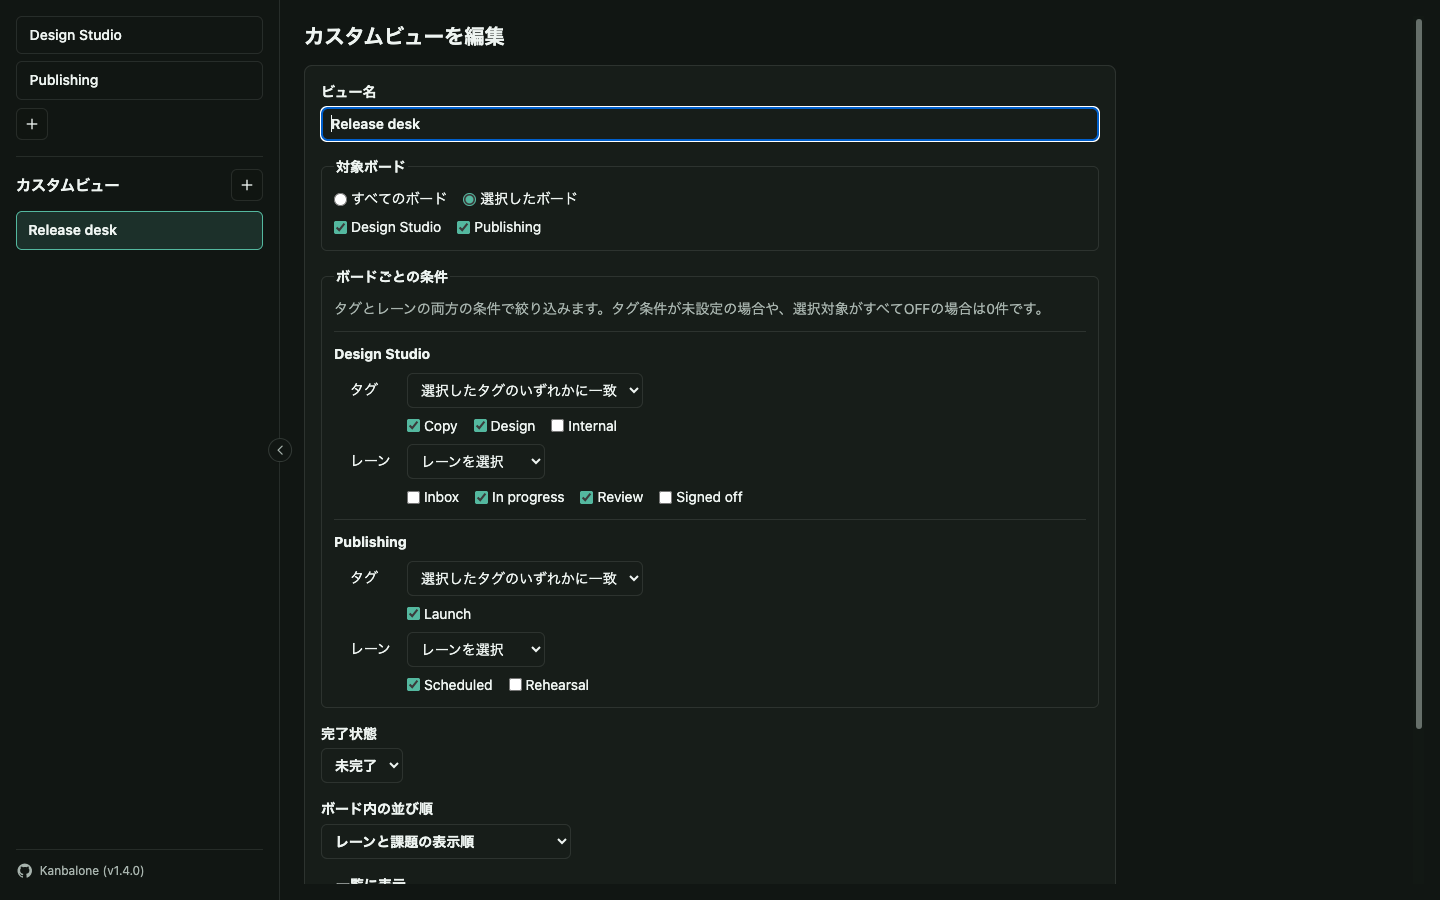 Design Studio
Publishing
カスタムビュー
Release desk
Kanbalone (v1.4.0)
カスタムビューを編集
ビュー名
Release desk
対象ボード
すべてのボード 選択したボード
Design Studio Publishing
ボードごとの条件
タグとレーンの両方の条件で絞り込みます。タグ条件が未設定の場合や、選択対象がすべてOFFの場合は0件です。
Design Studio
タグ 選択したタグのいずれかに一致
Copy Design Internal
レーン レーンを選択
Inbox In progress Review Signed off
Publishing
タグ 選択したタグのいずれかに一致
Launch
レーン レーンを選択
Scheduled Rehearsal
完了状態
未完了
ボード内の並び順
レーンと課題の表示順
一覧に表示